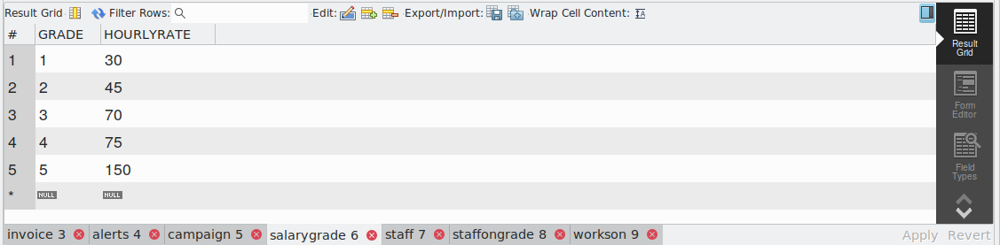 Result Grid Filter Rows: Edit: Export/Import: Wrap Cell Content: IA
# GRADE HOURLYRATE
1 1 30
2 2 45
3 3 70
4 4 75
5 5 150
* NULL NULL
Result
Grid
Form
Editor
Field
Types
invoice 3 alerts 4 campaign 5 salarygrade 6 staff 7 staffongrade 8 workson 9 Apply Revert